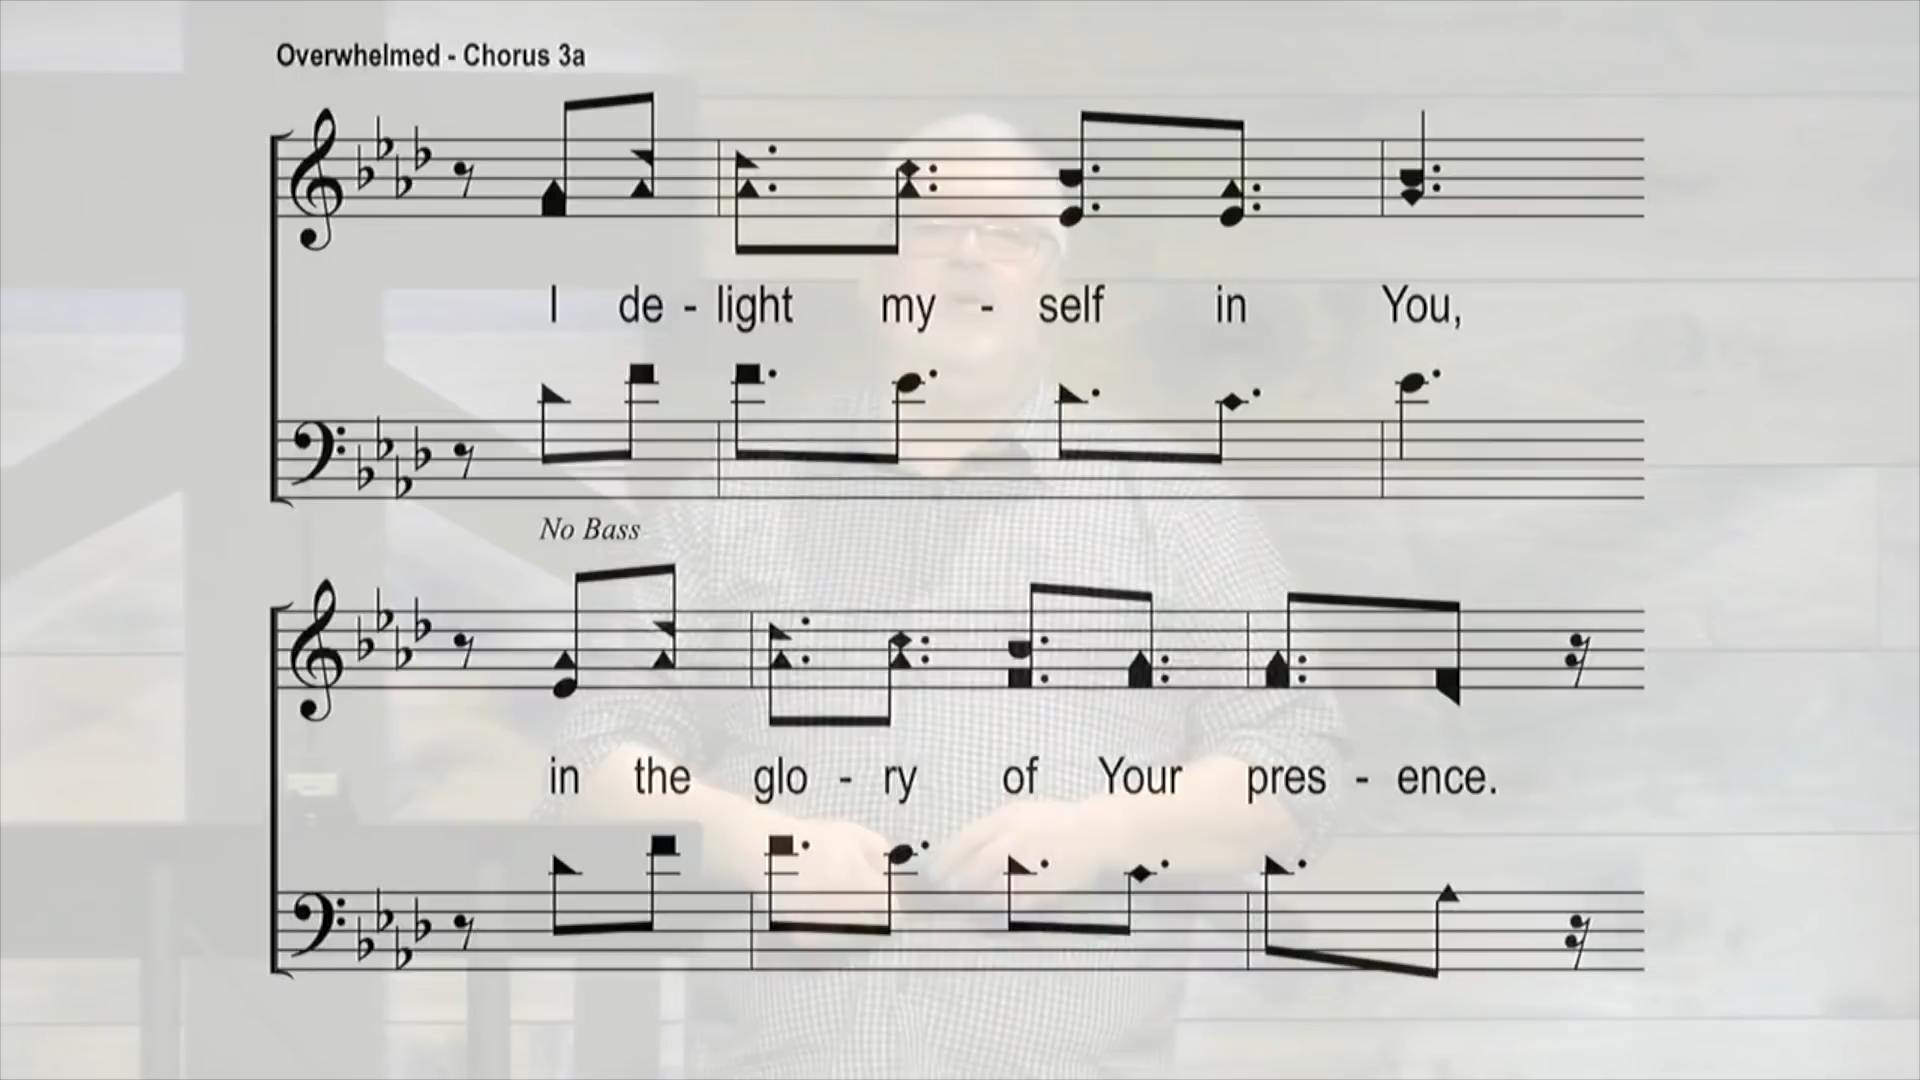 Overwhelmed - Chorus 3a
I de - light my - self in You,
No Bass
in the glo - ry of Your pres - ence.